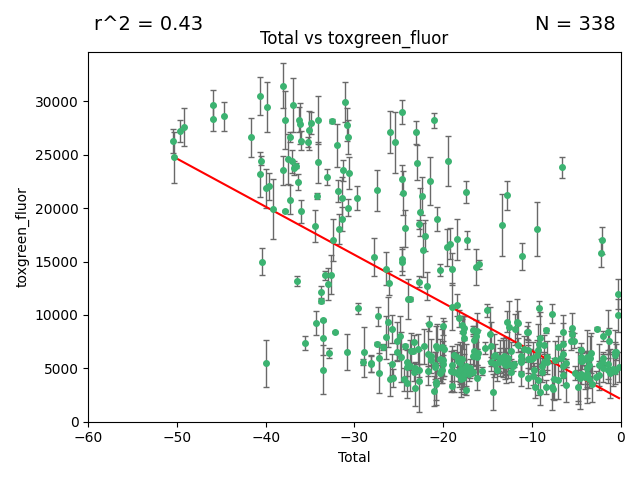 r^2 = 0.43
N = 338
Total vs toxgreen_fluor
30000
25000
20000
15000
10000
5000
0
toxgreen_fluor
−60
−50
−40
−30
−20
−10
0
Total